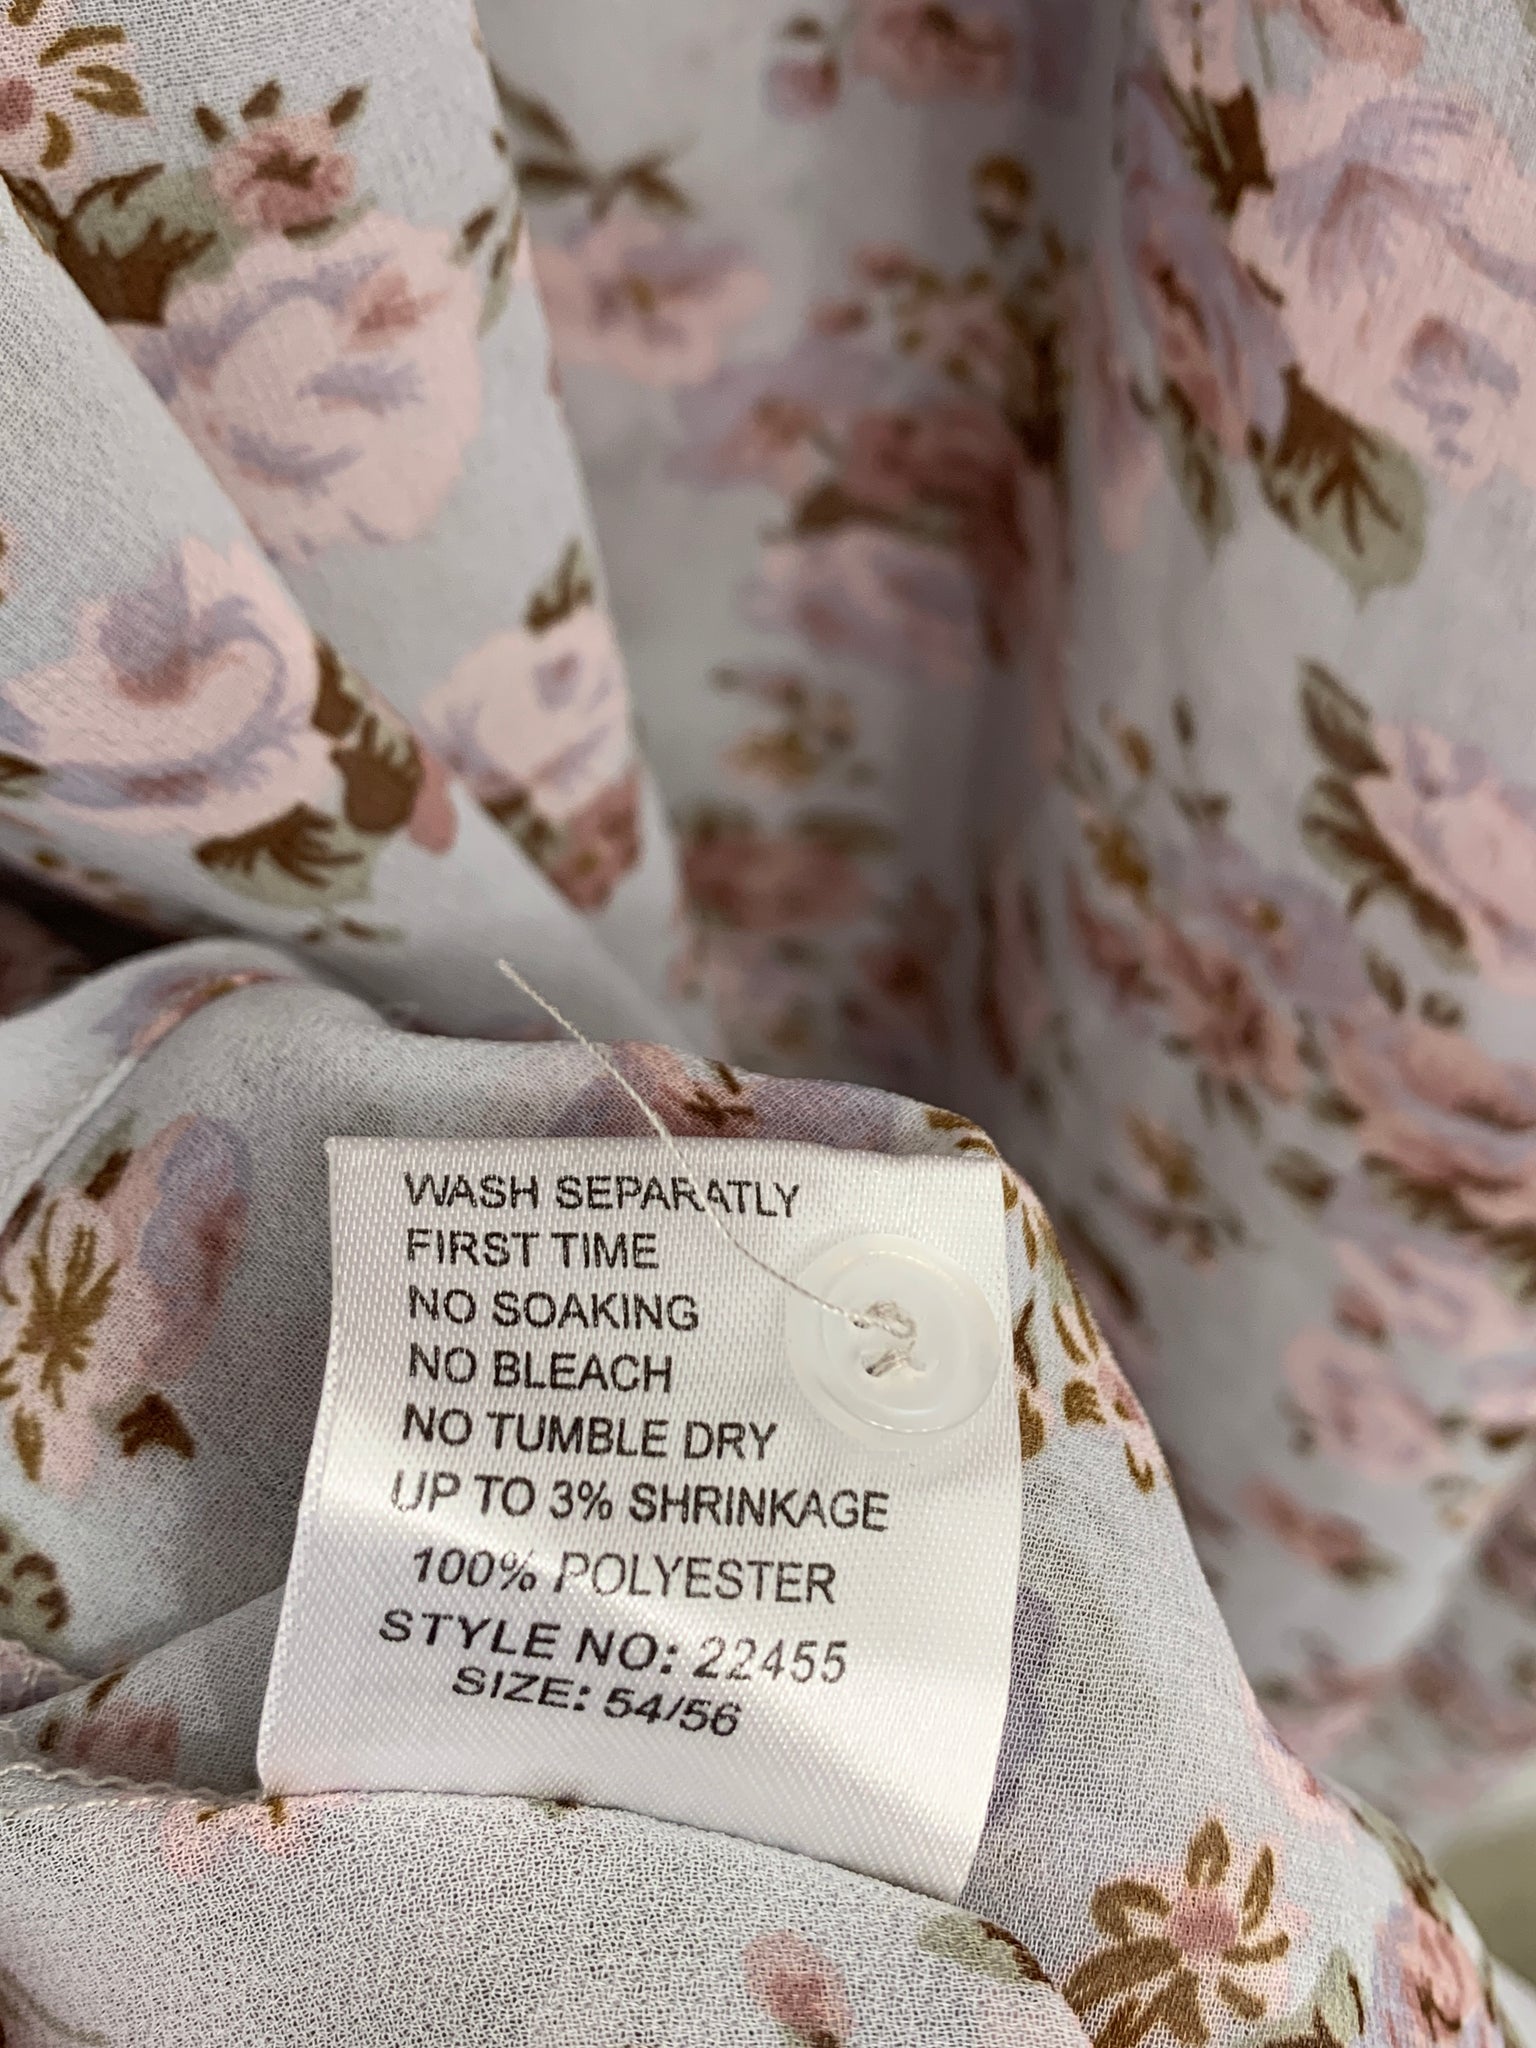 WASH SEPARATLY
FIRST TIME
NO SOAKING
NO BLEACH
NO TUMBLE DRY
UP TO 3% SHRINKAGE
100% POLYESTER
STYLE NO: 22455
SIZE: 54/56